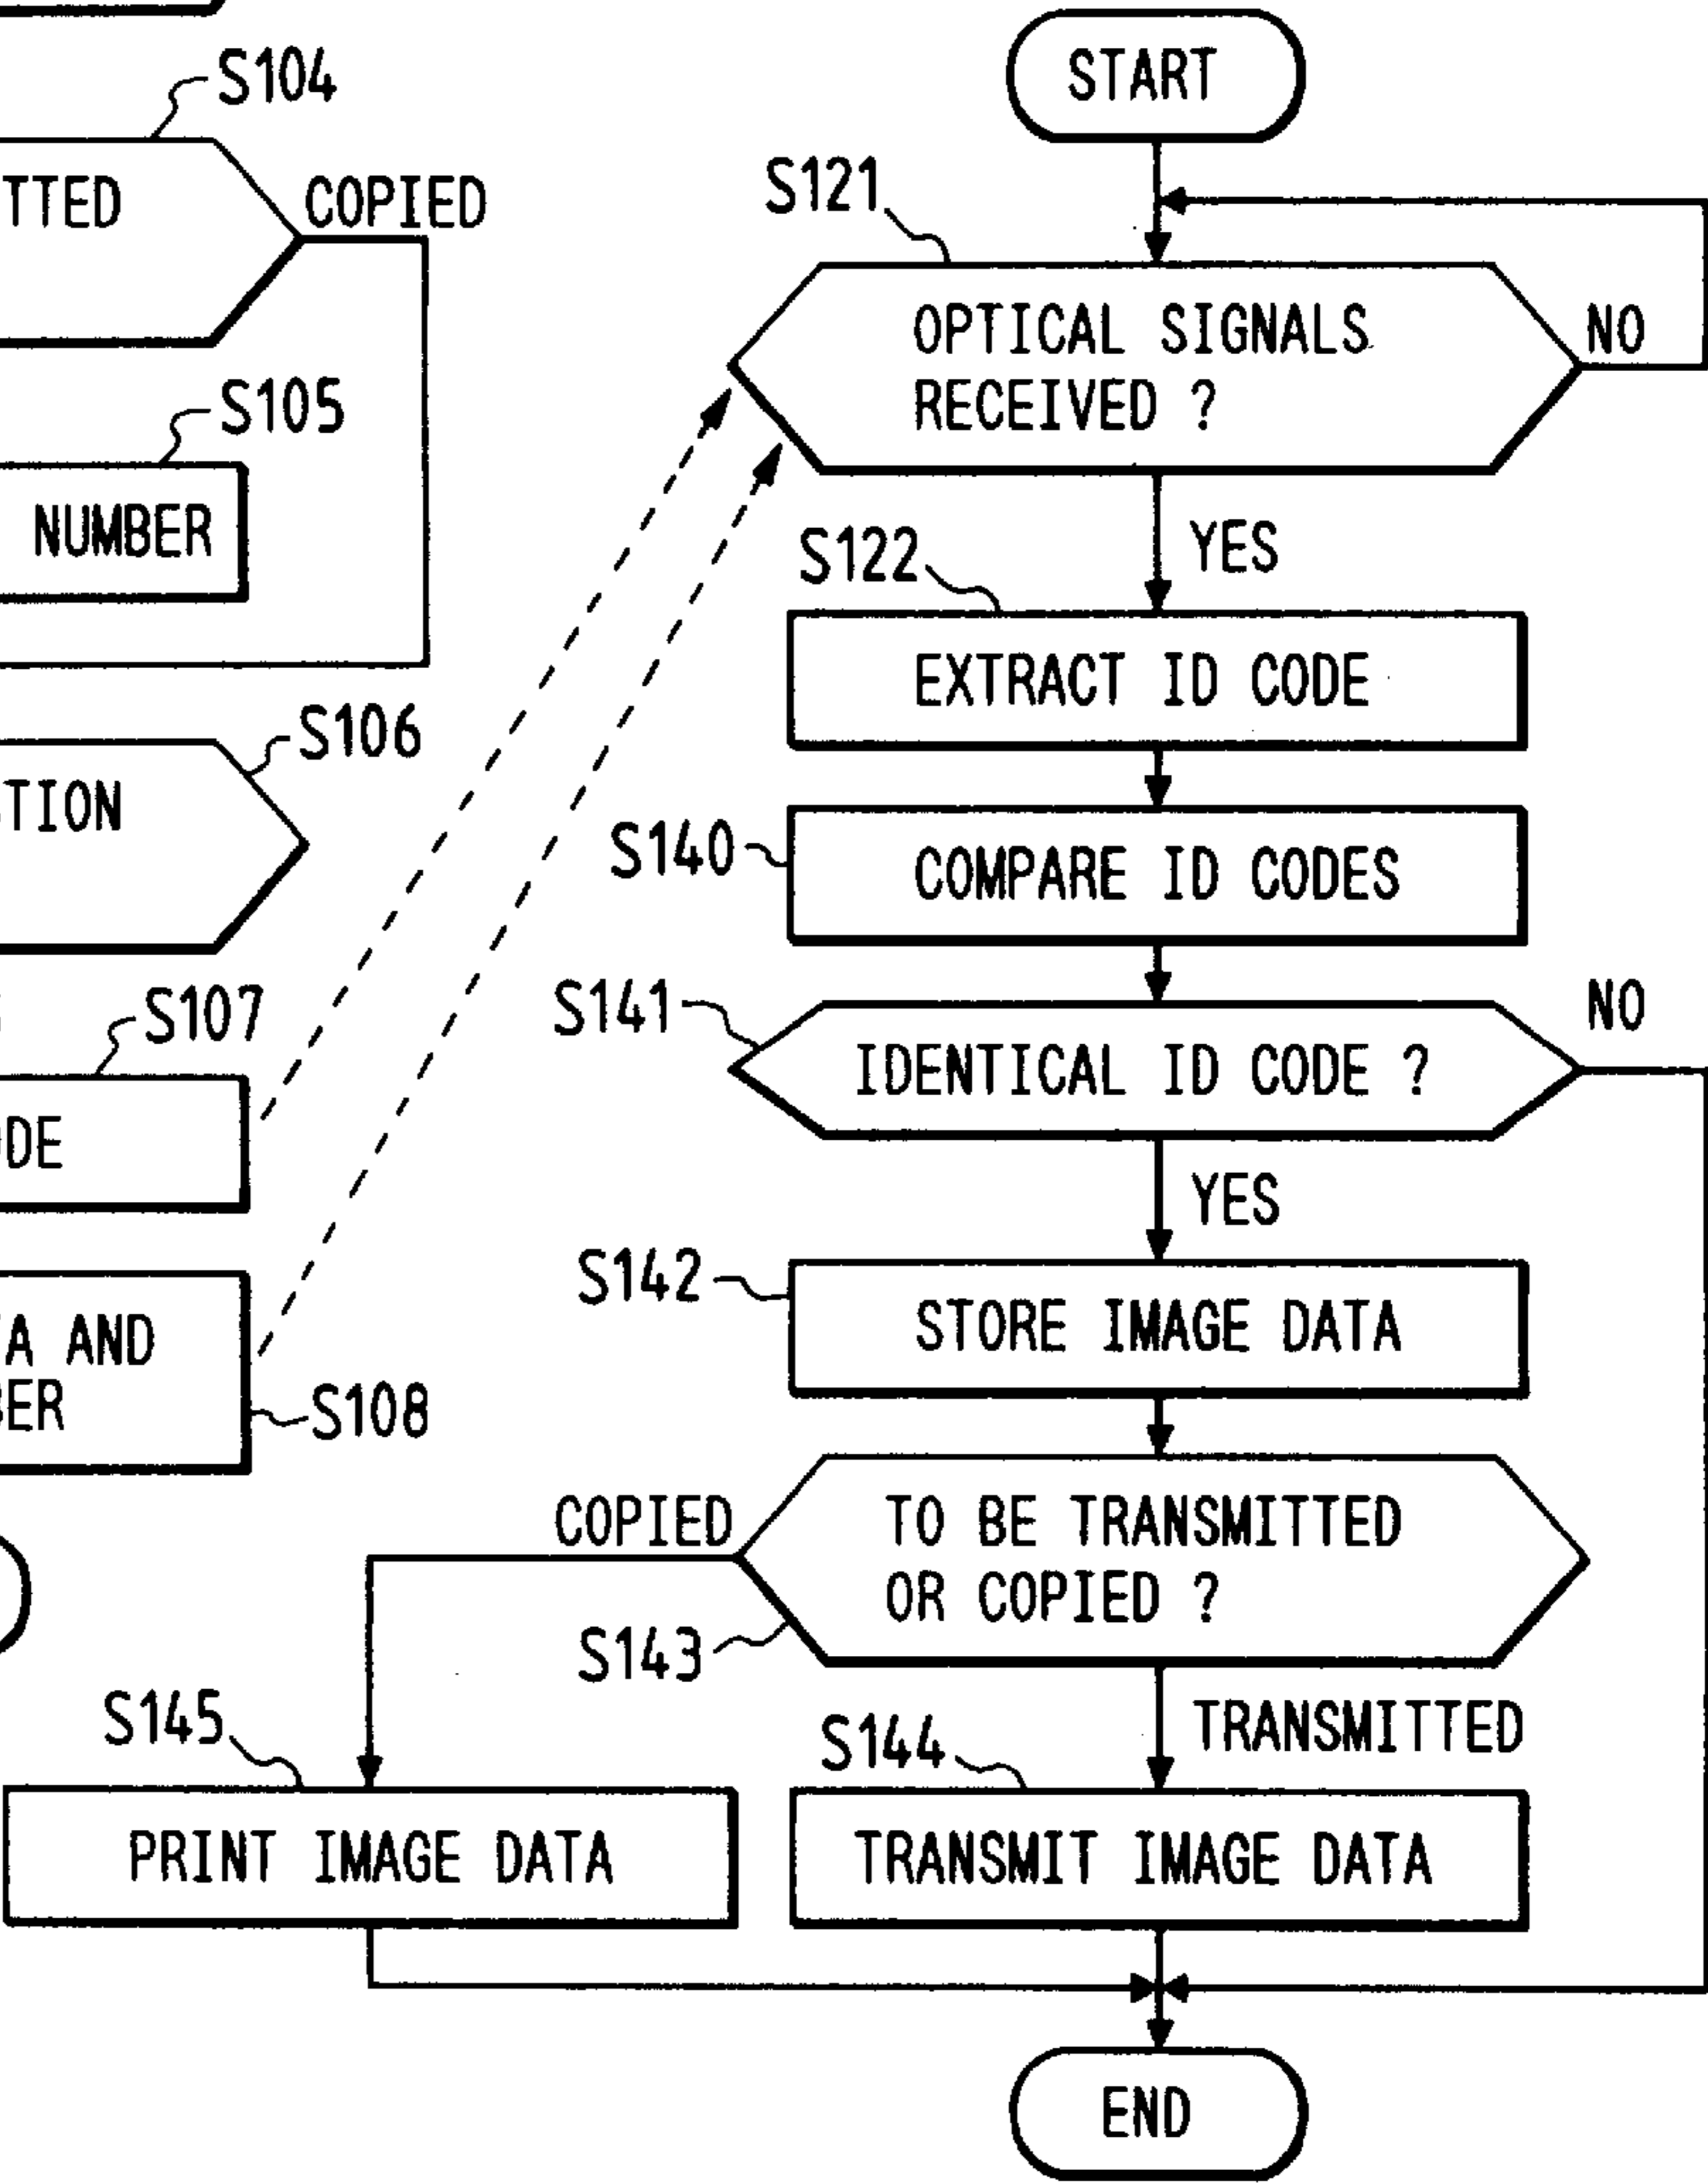 S104
TTED
COPIED
S105
NUMBER
S106
TION
S107
DE
S108
A AND
ER
START
S121
OPTICAL SIGNALS
RECEIVED ?
NO
YES
S122
EXTRACT ID CODE
S140
COMPARE ID CODES
S141
IDENTICAL ID CODE ?
NO
YES
S142
STORE IMAGE DATA
S143
TO BE TRANSMITTED
OR COPIED ?
COPIED
TRANSMITTED
S145
PRINT IMAGE DATA
S144
TRANSMIT IMAGE DATA
END